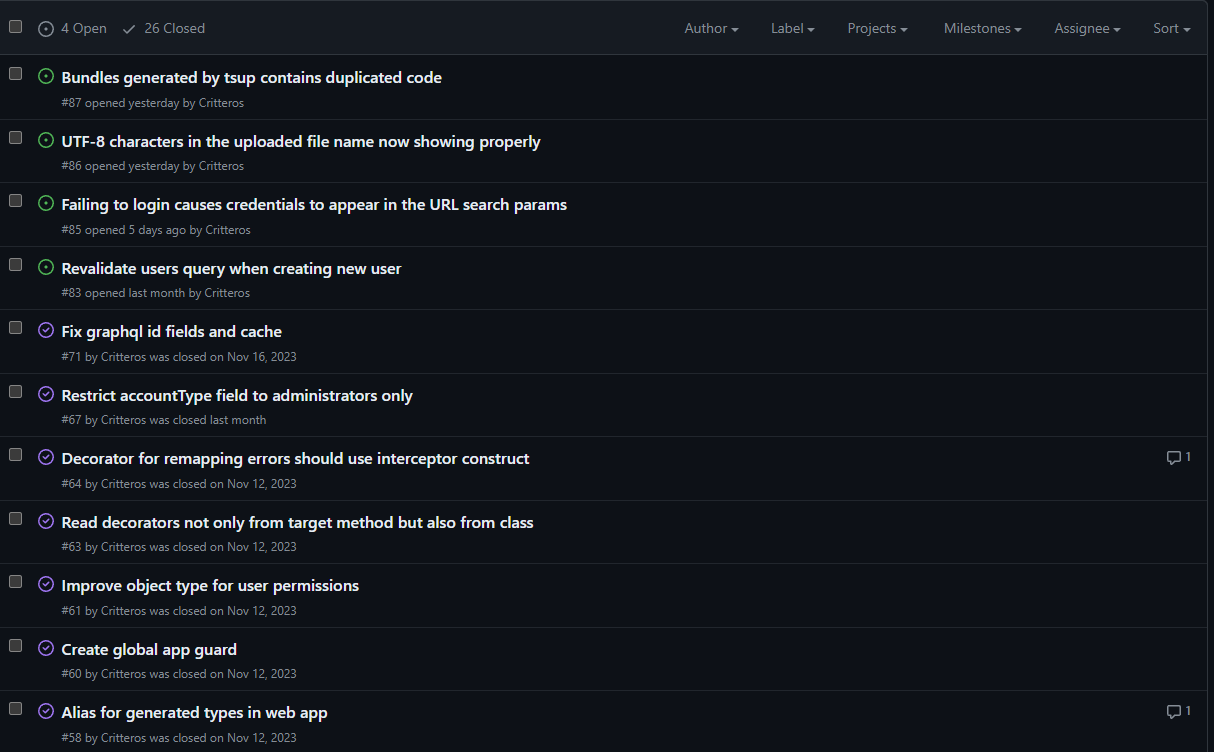 4 Open 26 Closed Author Label Projects Milestones Assignee Sort
Bundles generated by tsup contains duplicated code
#87 opened yesterday by Critteros
UTF-8 characters in the uploaded file name now showing properly
#86 opened yesterday by Critteros
Failing to login causes credentials to appear in the URL search params
#85 opened 5 days ago by Critteros
Revalidate users query when creating new user
#83 opened last month by Critteros
Fix graphql id fields and cache
#71 by Critteros was closed on Nov 16, 2023
Restrict accountType field to administrators only
#67 by Critteros was closed last month
Decorator for remapping errors should use interceptor construct 1
#64 by Critteros was closed on Nov 12, 2023
Read decorators not only from target method but also from class
#63 by Critteros was closed on Nov 12, 2023
Improve object type for user permissions
#61 by Critteros was closed on Nov 12, 2023
Create global app guard
#60 by Critteros was closed on Nov 12, 2023
Alias for generated types in web app 1
#58 by Critteros was closed on Nov 12, 2023